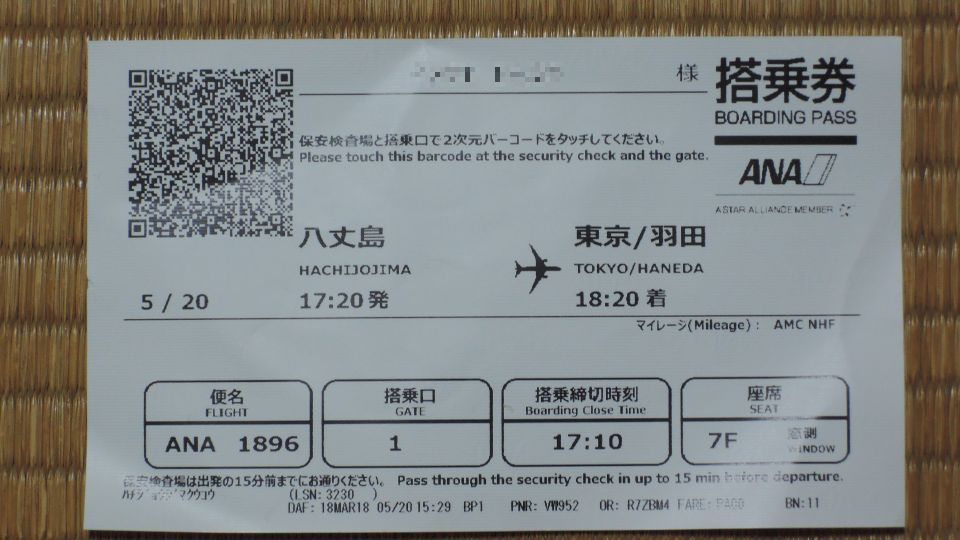 様
搭乗券
BOARDING PASS
保安検査場と搭乗口で2次元バーコードをタッチしてください。
Please touch this barcode at the security check and the gate.
ANA
A STAR ALLIANCE MEMBER
八丈島 東京/羽田
HACHIJOJIMA TOKYO/HANEDA
5 / 20 17:20 発 18:20 着
マイレージ(Mileage) : AMC NHF
便名 搭乗口 搭乗締切時刻 座席
FLIGHT GATE Boarding Close Time SEAT
ANA 1896 1 17:10 7F 窓側
WINDOW
保安検査場は出発の15分前までにお通りください。 Pass through the security check in up to 15 min before departure.
(LSN: 3230 )
DAF: 18MAR18 05/20 15:29 BP1 PNR: VW952 OR: R7ZBM4 FARE: BN:11